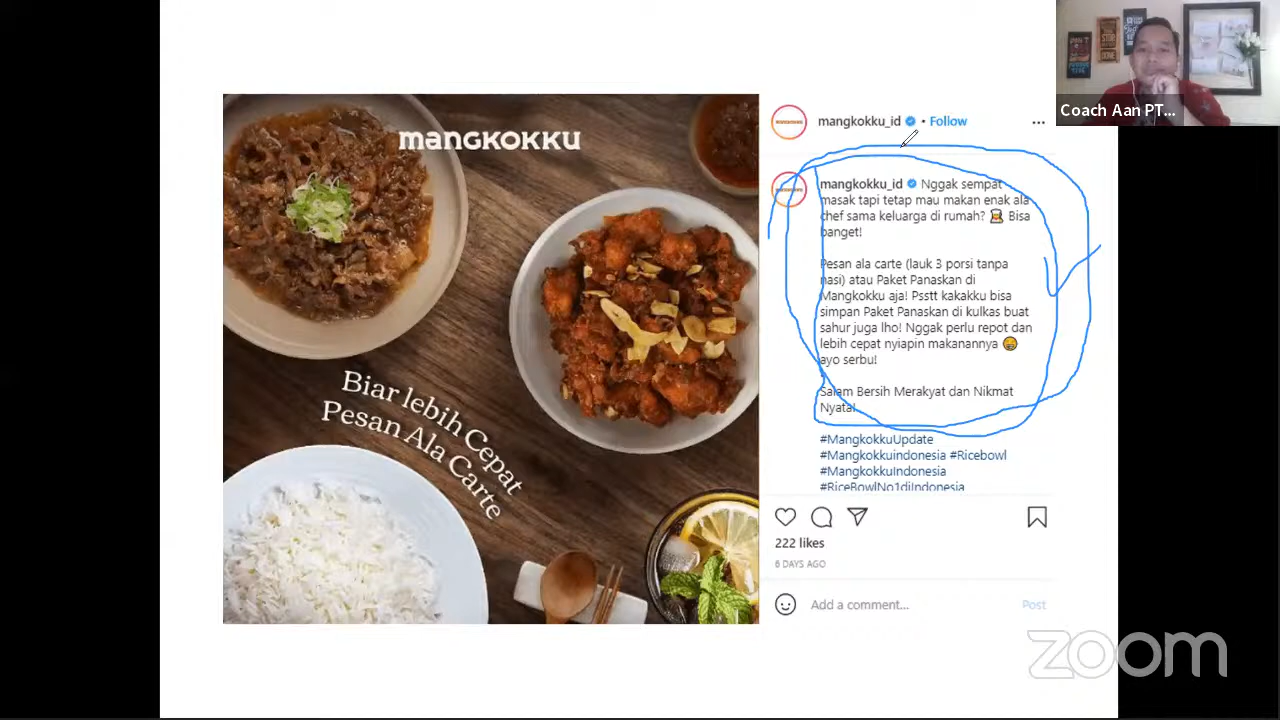 Coach Aan PT...
mangkokku
Biar lebih Cepat
Pesan Ala Carte
mangkokku_id • Follow
mangkokku_id Nggak sempat
masak tapi tetap mau makan enak ala
chef sama keluarga di rumah? Bisa
banget!
Pesan ala carte (lauk 3 porsi tanpa
nasi) atau Paket Panaskan di
Mangkokku aja! Psstt kakakku bisa
simpan Paket Panaskan di kulkas buat
sahur juga lho! Nggak perlu repot dan
lebih cepat nyiapin makanannya
ayo serbu!
Salam Bersih Merakyat dan Nikmat
Nyata!
#MangkokkuUpdate
#Mangkokkuindonesia #Ricebowl
#MangkokkuIndonesia
#RiceBowlNo1diIndonesia
222 likes
6 DAYS AGO
Add a comment...
Post
zoom